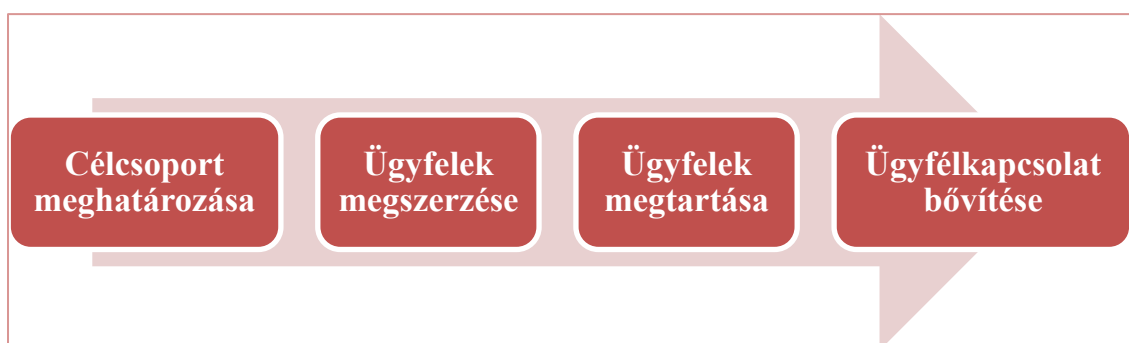 Célcsoport
meghatározása
Ügyfelek
megszerzése
Ügyfelek
megtartása
Ügyfélkapcsolat
bővítése